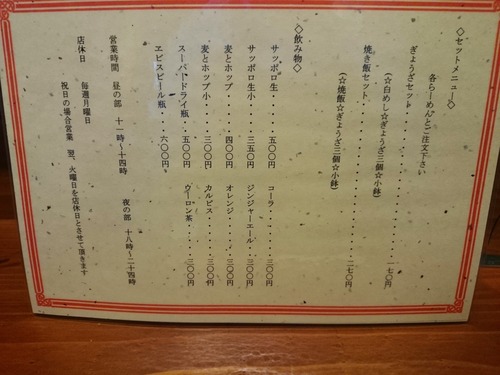 ◇セットメニュー◇
各らーめんとご注文下さい
ぎょうざセット・・・・・・・・・・・・・一七〇円
(☆白めし☆ぎょうざ三個☆小鉢)
焼き飯セット・・・・・・・・・・・・・・二七〇円
(☆焼飯☆ぎょうざ三個☆小鉢)
◇飲み物◇
サッポロ生・・・・五〇〇円
コーラ・・・・・三〇〇円
サッポロ生小・・・三五〇円
ジンジャーエール・三〇〇円
麦とホップ・・・・四〇〇円
オレンジ・・・・三〇〇円
麦とホップ小・・・三〇〇円
カルピス・・・・三〇〇円
スーパードライ瓶・・五〇〇円
ウーロン茶・・・三〇〇円
ヱビスビール瓶・・・六〇〇円
営業時間 昼の部 十一時~十四時 夜の部 十八時~二十四時
店休日 毎週月曜日
祝日の場合営業 翌、火曜日を店休日とさせて頂きます